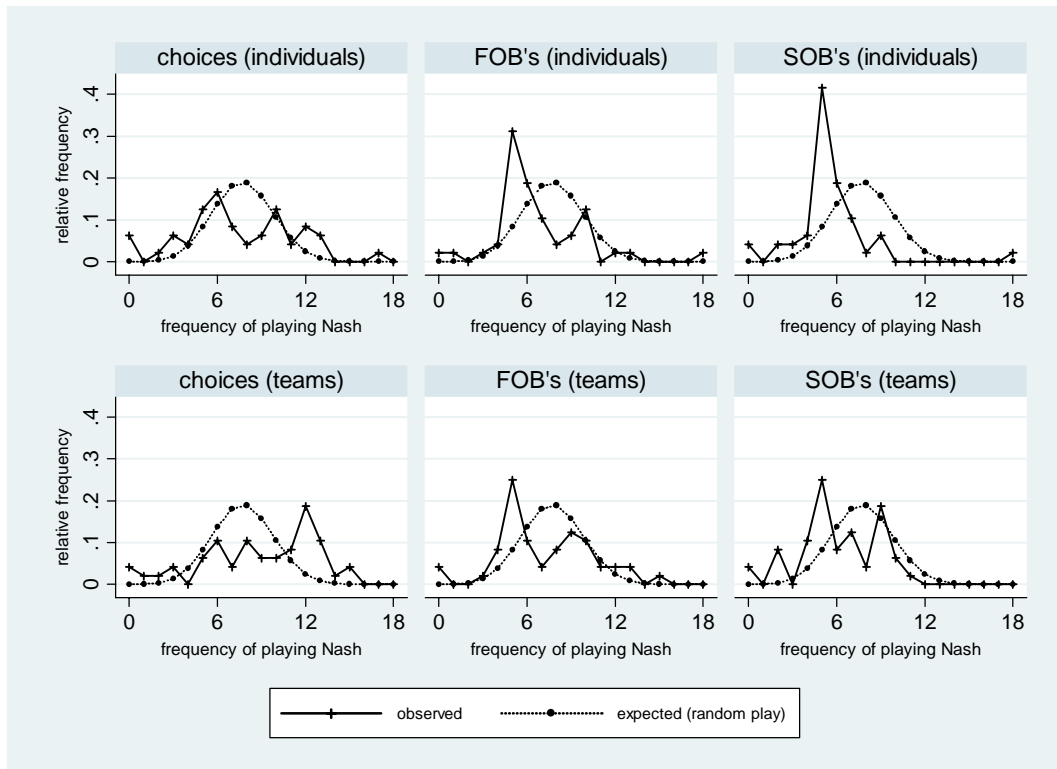 choices (individuals)
FOB's (individuals)
SOB's (individuals)
relative frequency
.4
.3
.2
.1
0
0 6 12 18
0 6 12 18
0 6 12 18
frequency of playing Nash
frequency of playing Nash
frequency of playing Nash
choices (teams)
FOB's (teams)
SOB's (teams)
relative frequency
.4
.3
.2
.1
0
0 6 12 18
0 6 12 18
0 6 12 18
frequency of playing Nash
frequency of playing Nash
frequency of playing Nash
observed
expected (random play)